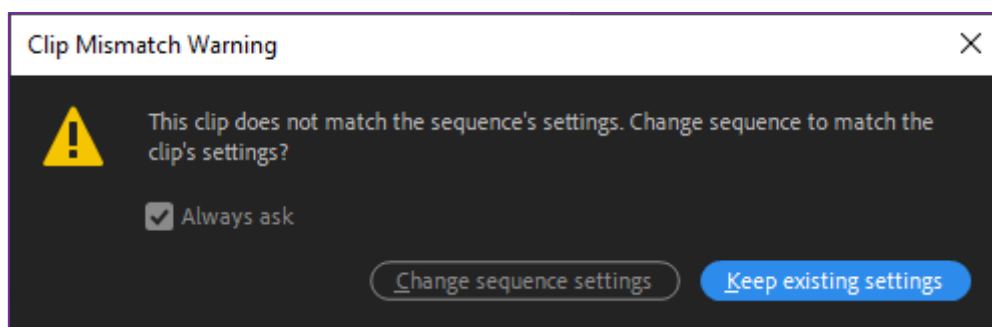 Clip Mismatch Warning
This clip does not match the sequence's settings. Change sequence to match the
clip's settings?
Always ask
Change sequence settings
Keep existing settings